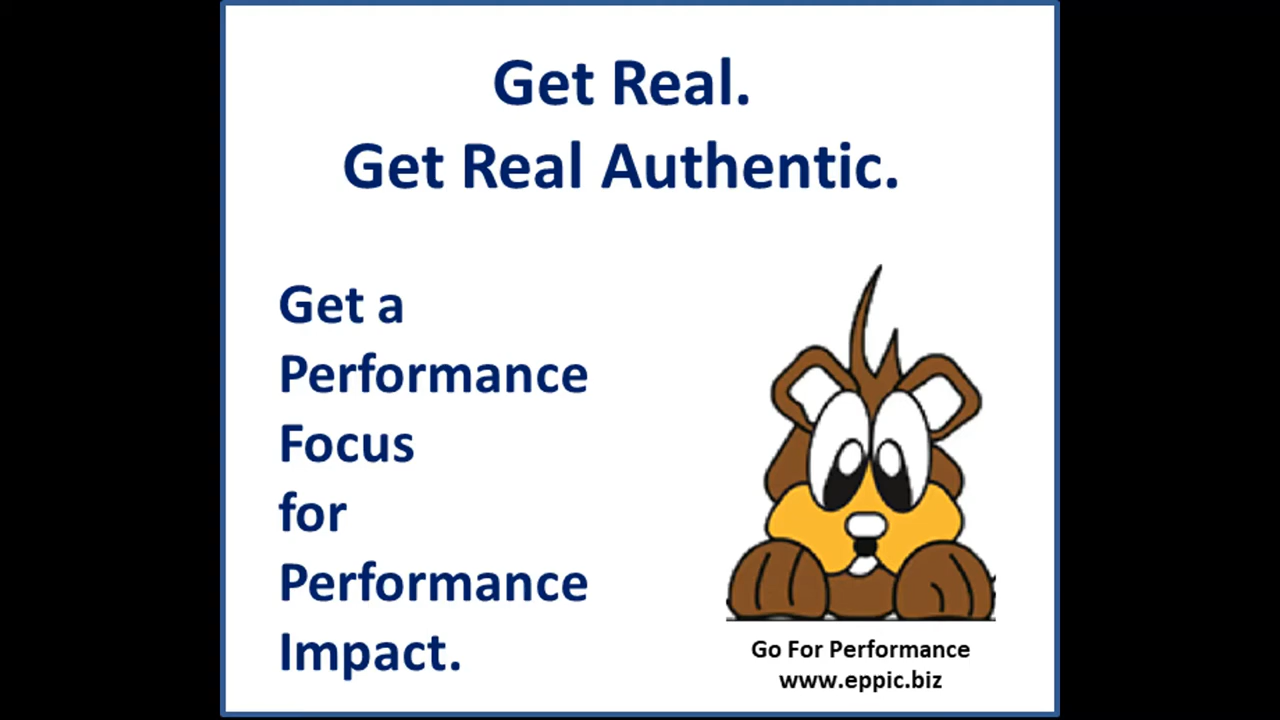 Get Real.
Get Real Authentic.
Get a
Performance
Focus
for
Performance
Impact.
Go For Performance
www.eppic.biz